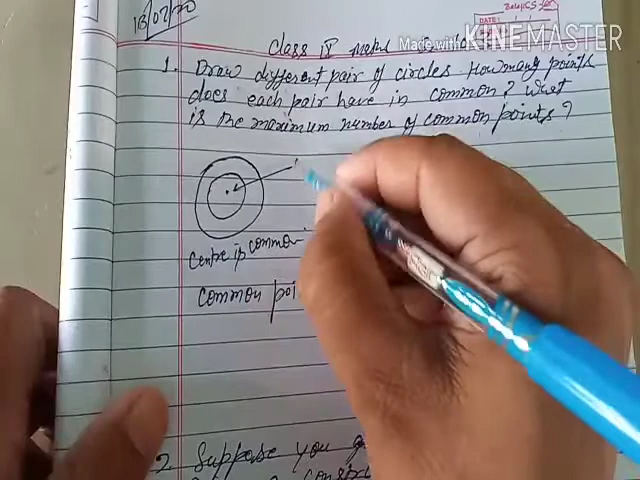 13/07/20
DATE:
Made with KINEMASTER
Class IX
1. Draw different pair of circles. How many points
does each pair have in common? What
is the maximum number of common points?
Centre is common
Common poi
2. Suppose you